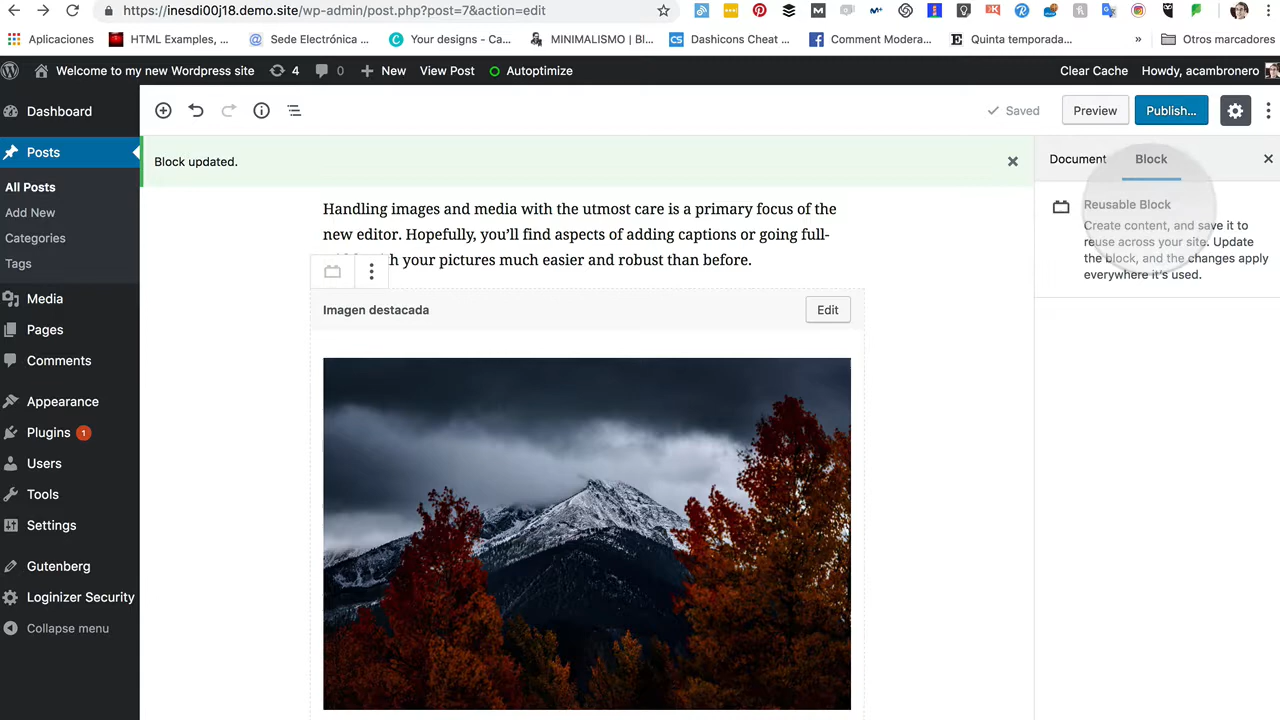 https://inesdi00j18.demo.site/wp-admin/post.php?post=7&action=edit
Aplicaciones
HTML Examples, ...
Sede Electrónica ...
Your designs - Ca...
MINIMALISMO | Bl...
CS
Dashicons Cheat ...
Comment Modera...
Quinta temporada...
»
Otros marcadores
Welcome to my new Wordpress site
4
0
New
View Post
Autoptimize
Clear Cache
Howdy, acambronero
Dashboard
Posts
All Posts
Add New
Categories
Tags
Media
Pages
Comments
Appearance
Plugins 1
Users
Tools
Settings
Gutenberg
Loginizer Security
Collapse menu
Saved
Preview
Publish...
Block updated.
Handling images and media with the utmost care is a primary focus of the
new editor. Hopefully, you’ll find aspects of adding captions or going full-
with your pictures much easier and robust than before.
Imagen destacada
Edit
Document
Block
Reusable Block
Create content, and save it to
reuse across your site. Update
the block, and the changes apply
everywhere it’s used.